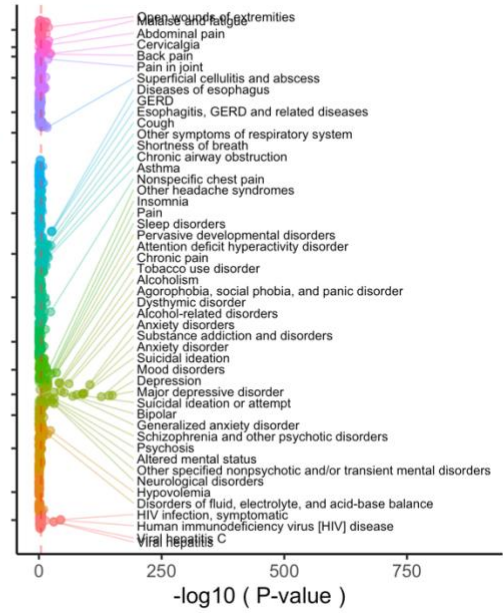 Open wounds of extremities
Malaise and fatigue
Abdominal pain
Cervicalgia
Back pain
Pain in joint
Superficial cellulitis and abscess
Diseases of esophagus
GERD
Esophagitis, GERD and related diseases
Cough
Other symptoms of respiratory system
Shortness of breath
Chronic airway obstruction
Asthma
Nonspecific chest pain
Other headache syndromes
Insomnia
Pain
Sleep disorders
Pervasive developmental disorders
Attention deficit hyperactivity disorder
Chronic pain
Tobacco use disorder
Alcoholism
Agorophobia, social phobia, and panic disorder
Dysthymic disorder
Alcohol-related disorders
Anxiety disorders
Substance addiction and disorders
Anxiety disorder
Suicidal ideation
Mood disorders
Depression
Major depressive disorder
Suicidal ideation or attempt
Bipolar
Generalized anxiety disorder
Schizophrenia and other psychotic disorders
Psychosis
Altered mental status
Other specified nonpsychotic and/or transient mental disorders
Neurological disorders
Hypovolemia
Disorders of fluid, electrolyte, and acid-base balance
HIV infection, symptomatic
Human immunodeficiency virus [HIV] disease
Viral hepatitis C
Viral hepatitis
0 250 500 750
-log10 ( P-value )